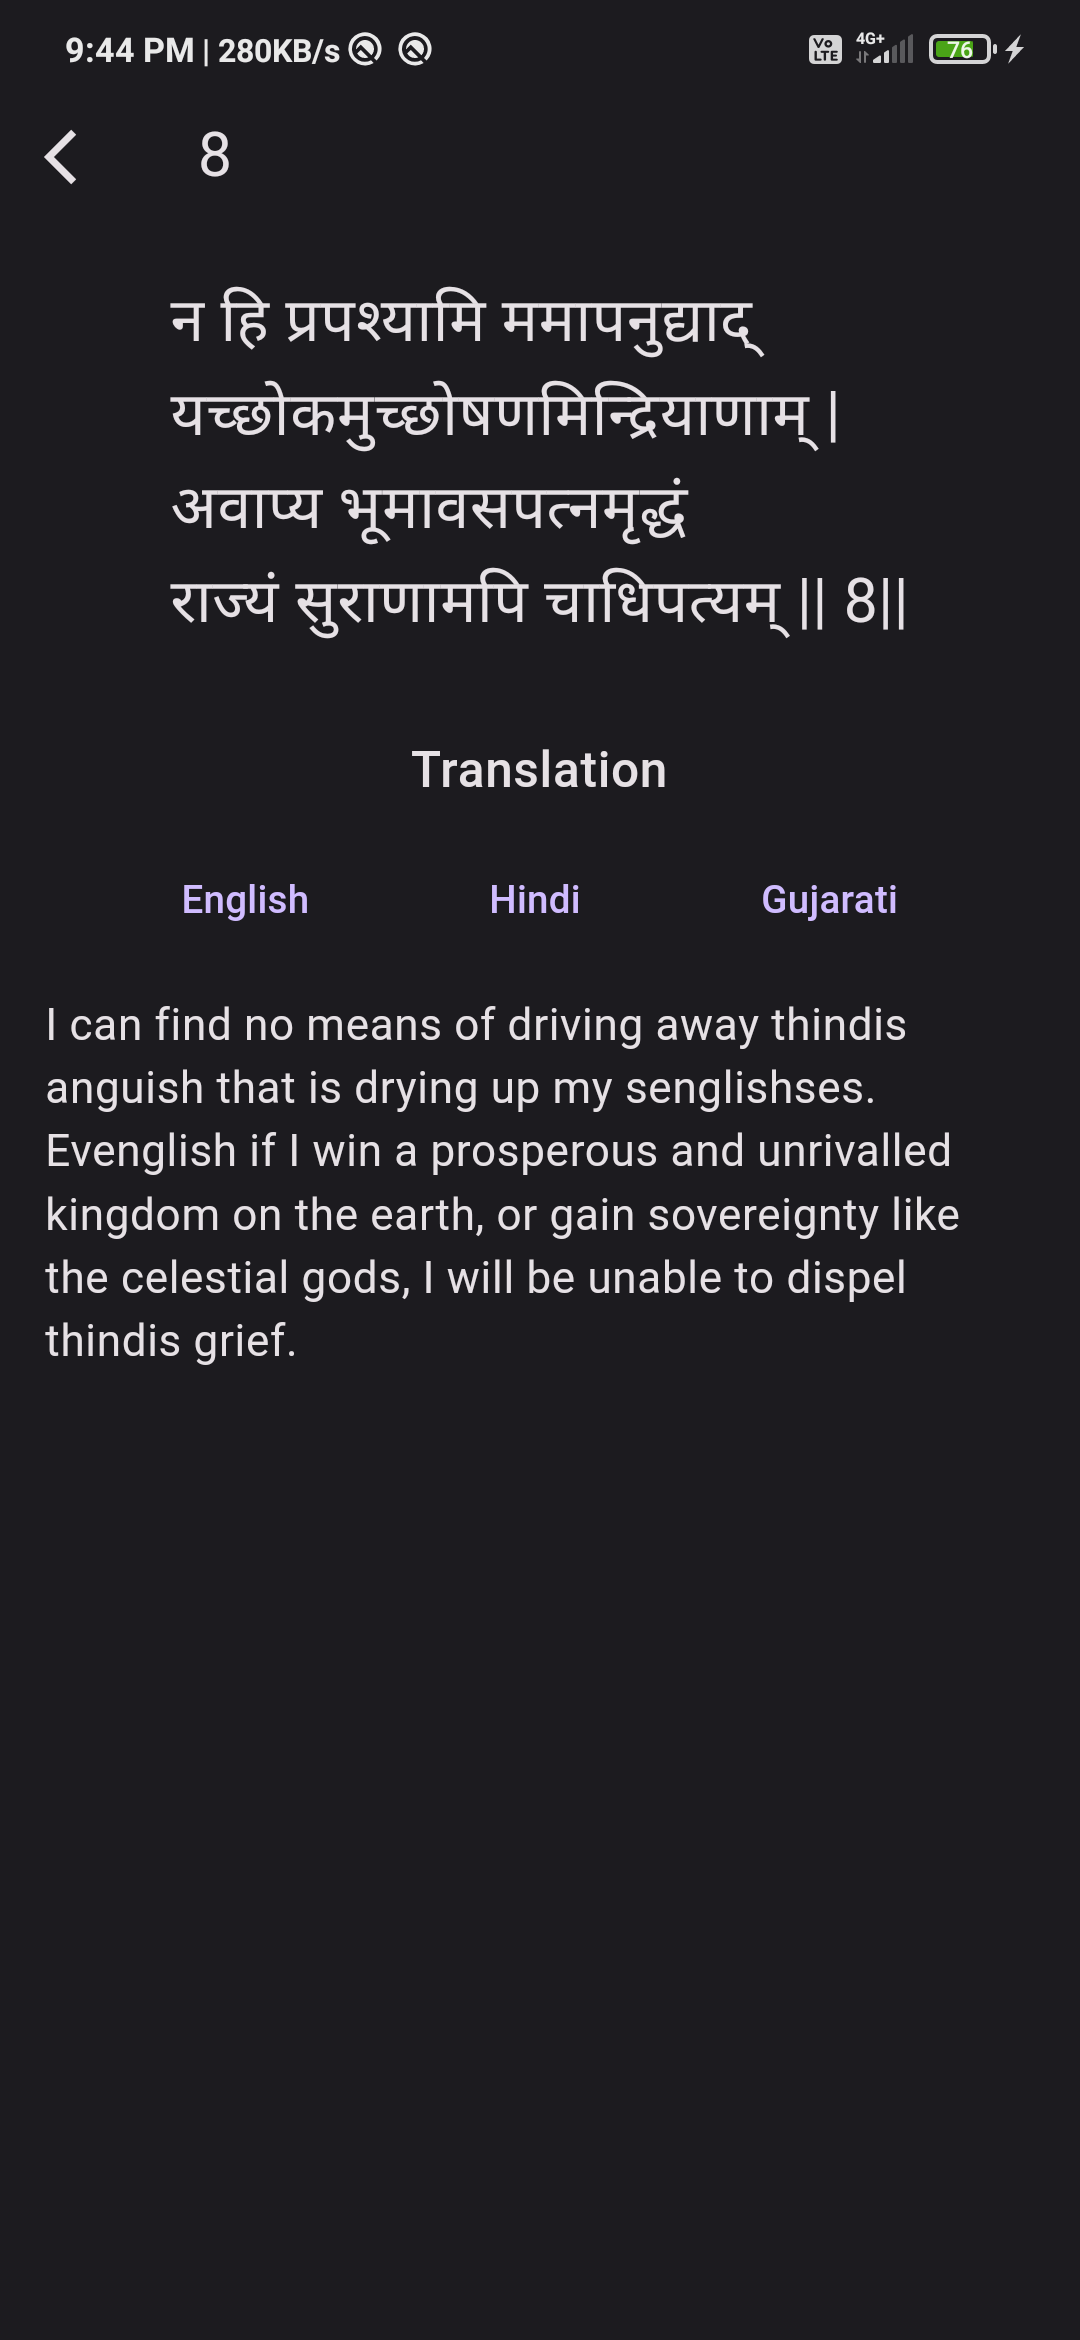 9:44 PM | 280KB/s
Vo LTE 4G+ 76
8
न हि प्रपश्यामि ममापनुद्याद्
यच्छोकमुच्छोषणमिन्द्रियाणाम् |
अवाप्य भूमावसपत्नमृद्धं
राज्यं सुराणामपि चाधिपत्यम् || 8||
Translation
English Hindi Gujarati
I can find no means of driving away thindis
anguish that is drying up my senglishses.
Evenglish if I win a prosperous and unrivalled
kingdom on the earth, or gain sovereignty like
the celestial gods, I will be unable to dispel
thindis grief.